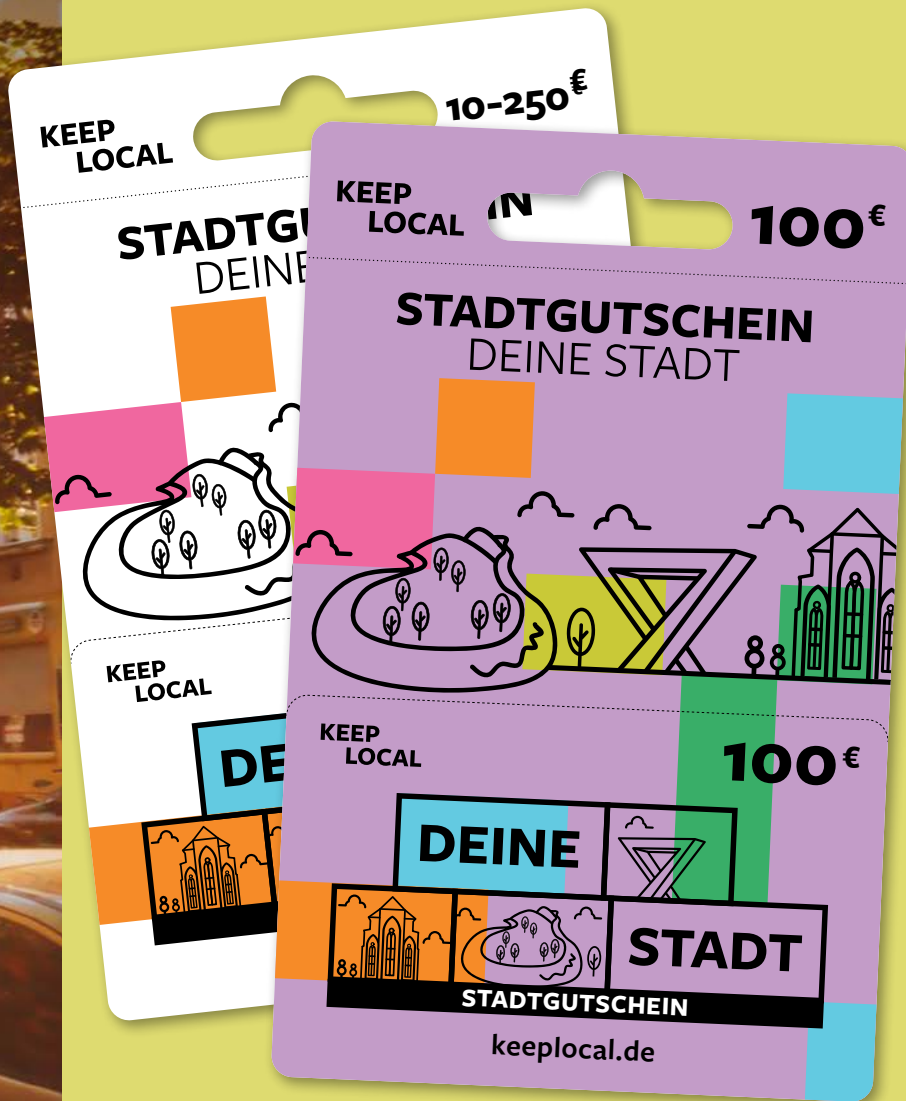 KEEP
LOCAL
10-250€
STADTGU
DEINE
KEEP
LOCAL
DE
KEEP
LOCAL
IN
100€
STADTGUTSCHEIN
DEINE STADT
KEEP
LOCAL
100€
DEINE
STADT
STADTGUTSCHEIN
keeplocal.de